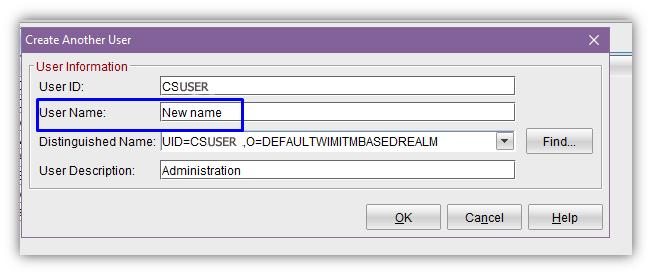 Create Another User
User Information
User ID: CSUSER
User Name: New name
Distinguished Name: UID=CSUSER ,O=DEFAULTWIMITMBASEDREALM Find...
User Description: Administration
OK Cancel Help